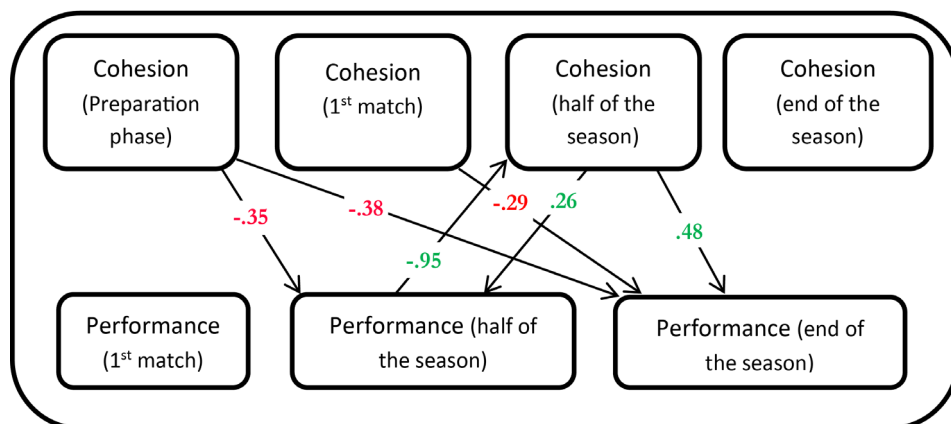 Cohesion
(Preparation
phase)
Cohesion
(1st match)
Cohesion
(half of the
season)
Cohesion
(end of the
season)
-.35
-.38
-.29
.26
-.95
.48
Performance
(1st match)
Performance (half of
the season)
Performance (end of
the season)